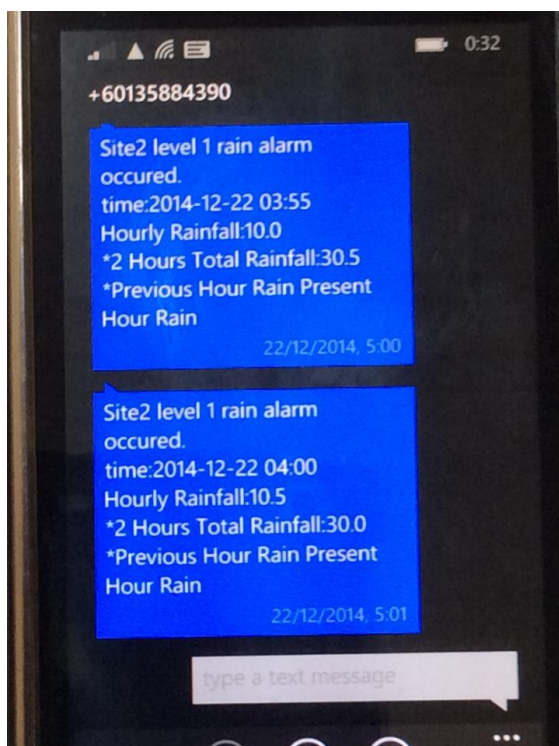 0:32
+60135884390
Site2 level 1 rain alarm
occured.
time:2014-12-22 03:55
Hourly Rainfall:10.0
*2 Hours Total Rainfall:30.5
*Previous Hour Rain Present
Hour Rain
22/12/2014, 5:00
Site2 level 1 rain alarm
occured.
time:2014-12-22 04:00
Hourly Rainfall:10.5
*2 Hours Total Rainfall:30.0
*Previous Hour Rain Present
Hour Rain
22/12/2014, 5:01
type a text message